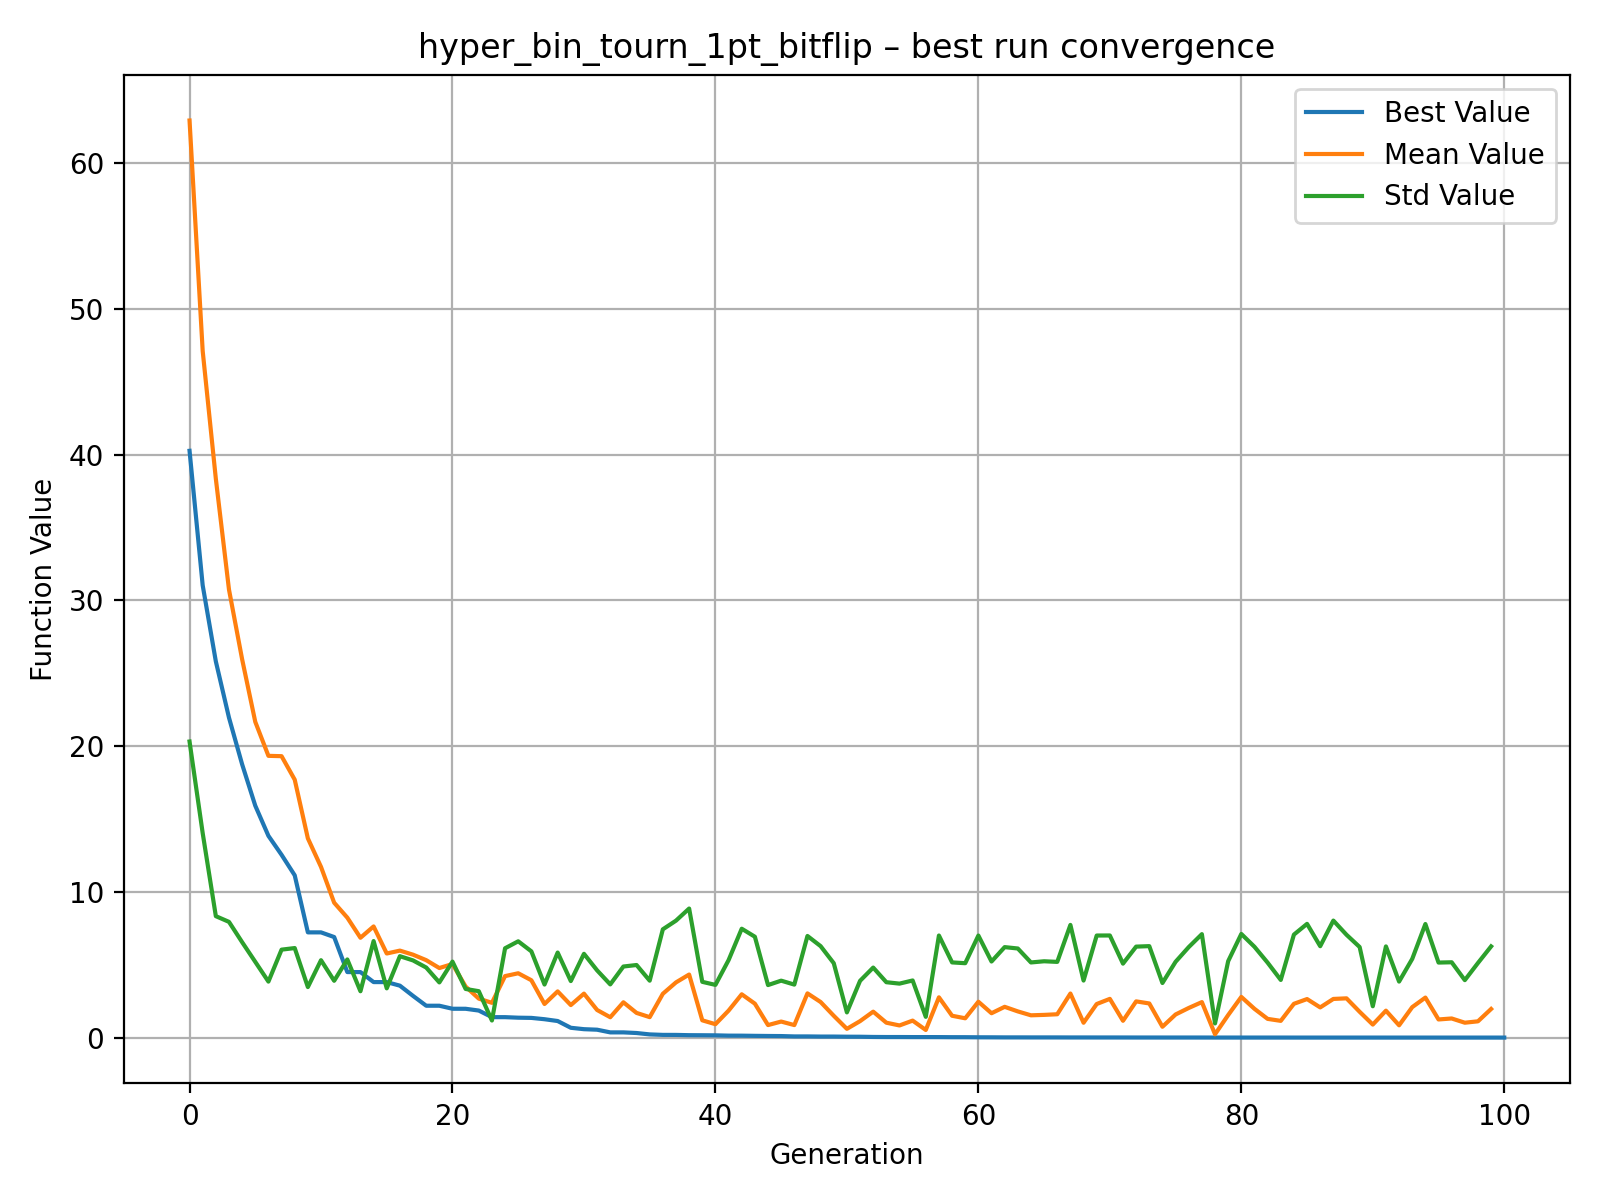 hyper_bin_tourn_1pt_bitflip – best run convergence
Best Value
Mean Value
Std Value
Function Value
60
50
40
30
20
10
0
0 20 40 60 80 100
Generation